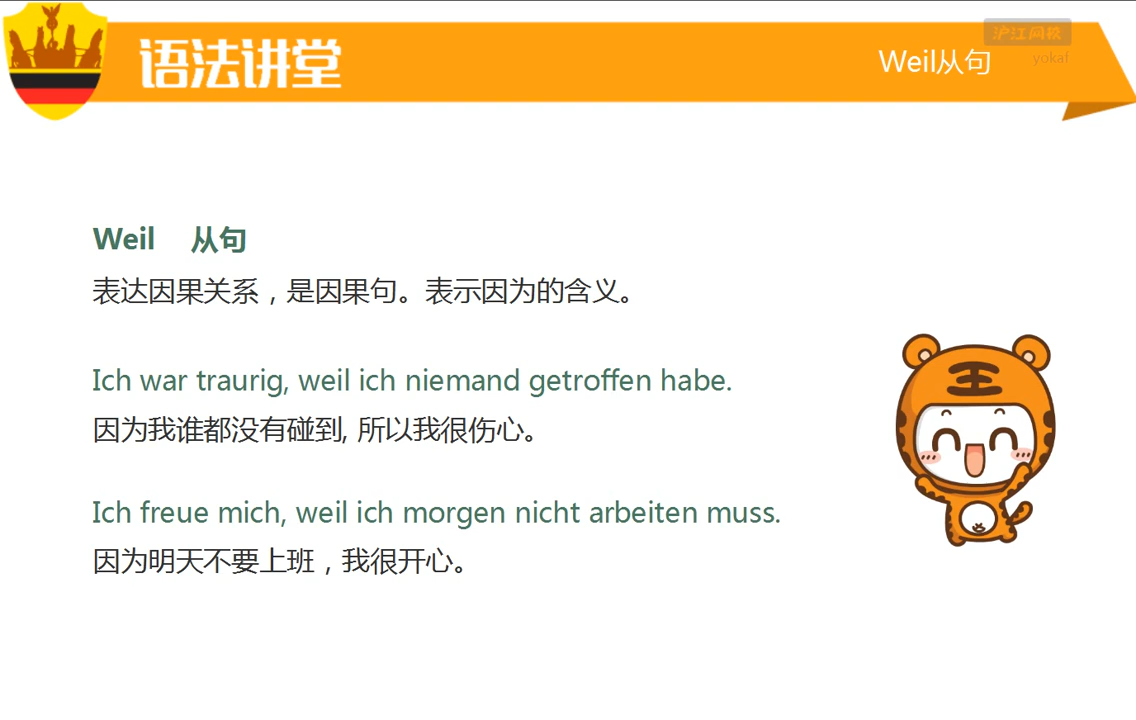 语法讲堂
Weil从句
沪江网校
yokaf
Weil 从句
表达因果关系，是因果句。表示因为的含义。
Ich war traurig, weil ich niemand getroffen habe.
因为我谁都没有碰到, 所以我很伤心。
Ich freue mich, weil ich morgen nicht arbeiten muss.
因为明天不要上班，我很开心。
王